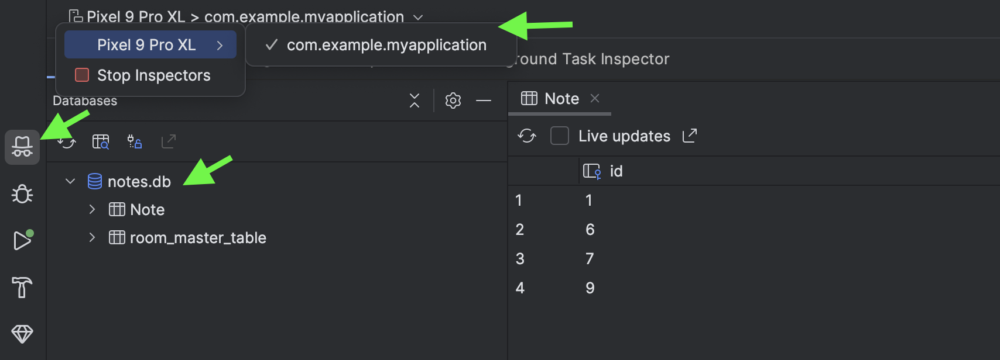 Pixel 9 Pro XL > com.example.myapplication
Pixel 9 Pro XL
com.example.myapplication
Stop Inspectors
round Task Inspector
Databases
Note
Live updates
notes.db
Note
room_master_table
id
1 1
2 6
3 7
4 9